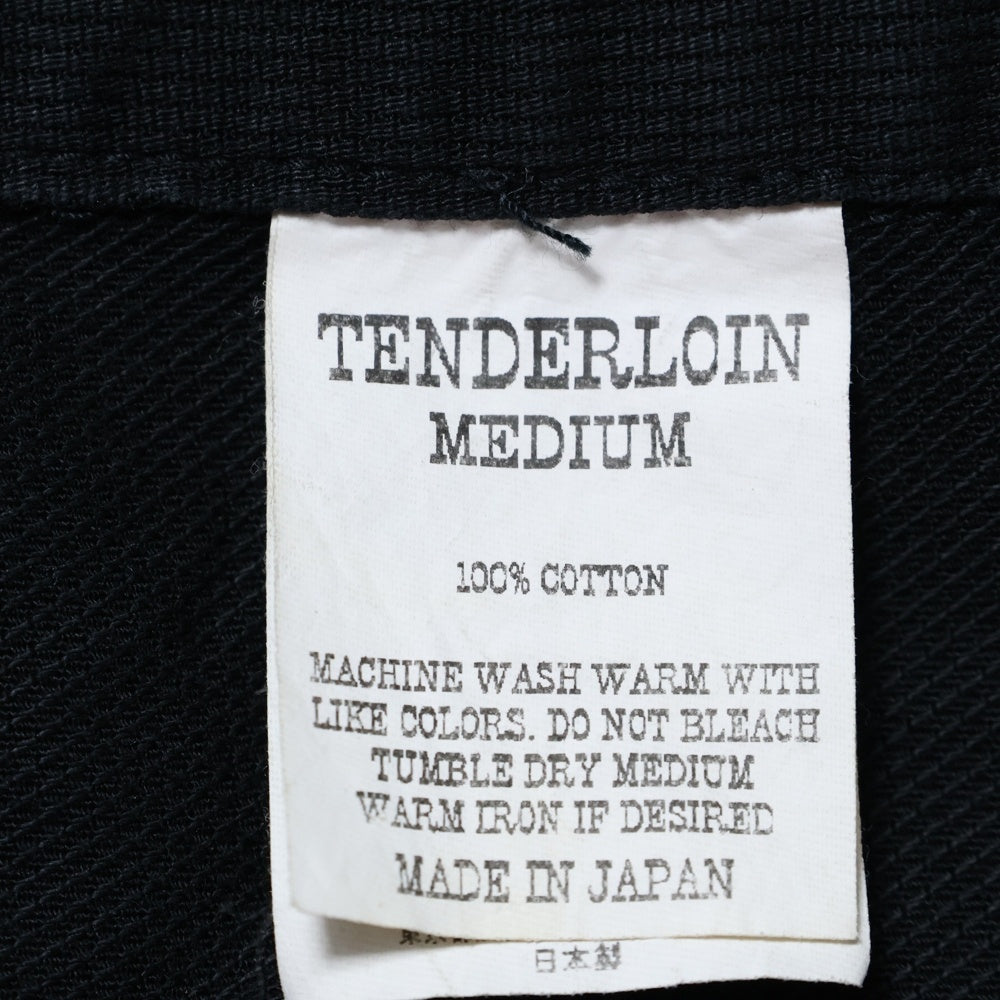 TENDERLOIN
MEDIUM
100% COTTON
MACHINE WASH WARM WITH
LIKE COLORS. DO NOT BLEACH
TUMBLE DRY MEDIUM
WARM IRON IF DESIRED
MADE IN JAPAN
日本製